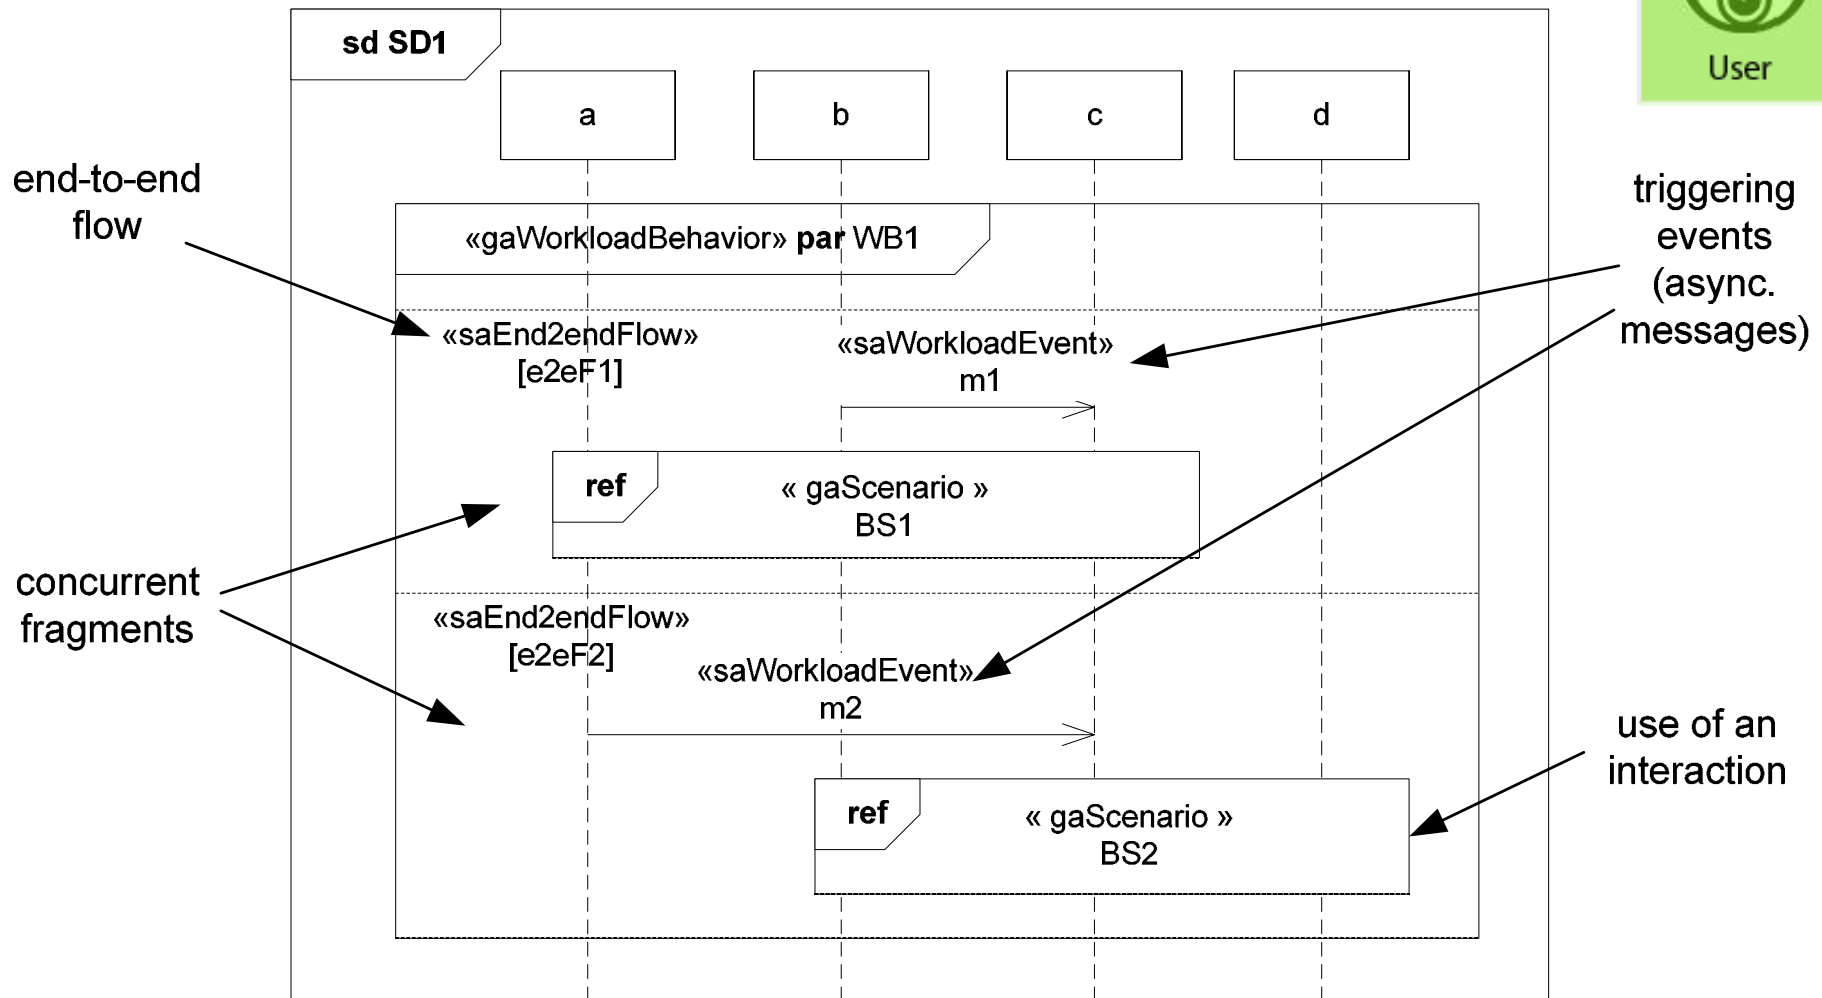 sd SD1
User
a
b
c
d
end-to-end
flow
triggering
events
(async.
messages)
«gaWorkloadBehavior» par WB1
«saEnd2endFlow»
[e2eF1]
«saWorkloadEvent»
m1
ref
« gaScenario »
BS1
concurrent
fragments
«saEnd2endFlow»
[e2eF2]
«saWorkloadEvent»
m2
use of an
interaction
ref
« gaScenario »
BS2